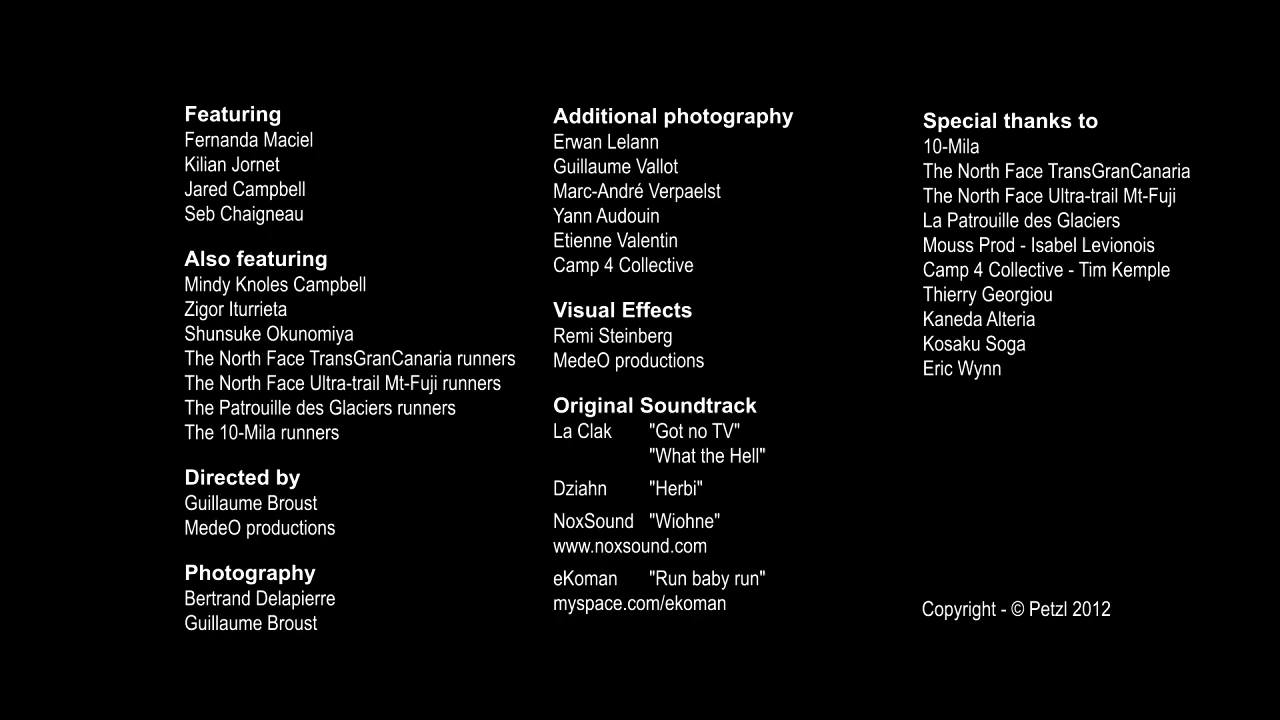 Featuring
Fernanda Maciel
Kilian Jornet
Jared Campbell
Seb Chaigneau
Also featuring
Mindy Knoles Campbell
Zigor Iturrieta
Shunsuke Okunomiya
The North Face TransGranCanaria runners
The North Face Ultra-trail Mt-Fuji runners
The Patrouille des Glaciers runners
The 10-Mila runners
Directed by
Guillaume Broust
MedeO productions
Photography
Bertrand Delapierre
Guillaume Broust
Additional photography
Erwan Lelann
Guillaume Vallot
Marc-André Verpaelst
Yann Audouin
Etienne Valentin
Camp 4 Collective
Visual Effects
Remi Steinberg
MedeO productions
Original Soundtrack
La Clak "Got no TV"
"What the Hell"
Dziahn "Herbi"
NoxSound "Wiohne"
www.noxsound.com
eKoman "Run baby run"
myspace.com/ekoman
Special thanks to
10-Mila
The North Face TransGranCanaria
The North Face Ultra-trail Mt-Fuji
La Patrouille des Glaciers
Mouss Prod - Isabel Levionois
Camp 4 Collective - Tim Kemple
Thierry Georgiou
Kaneda Alteria
Kosaku Soga
Eric Wynn
Copyright - © Petzl 2012